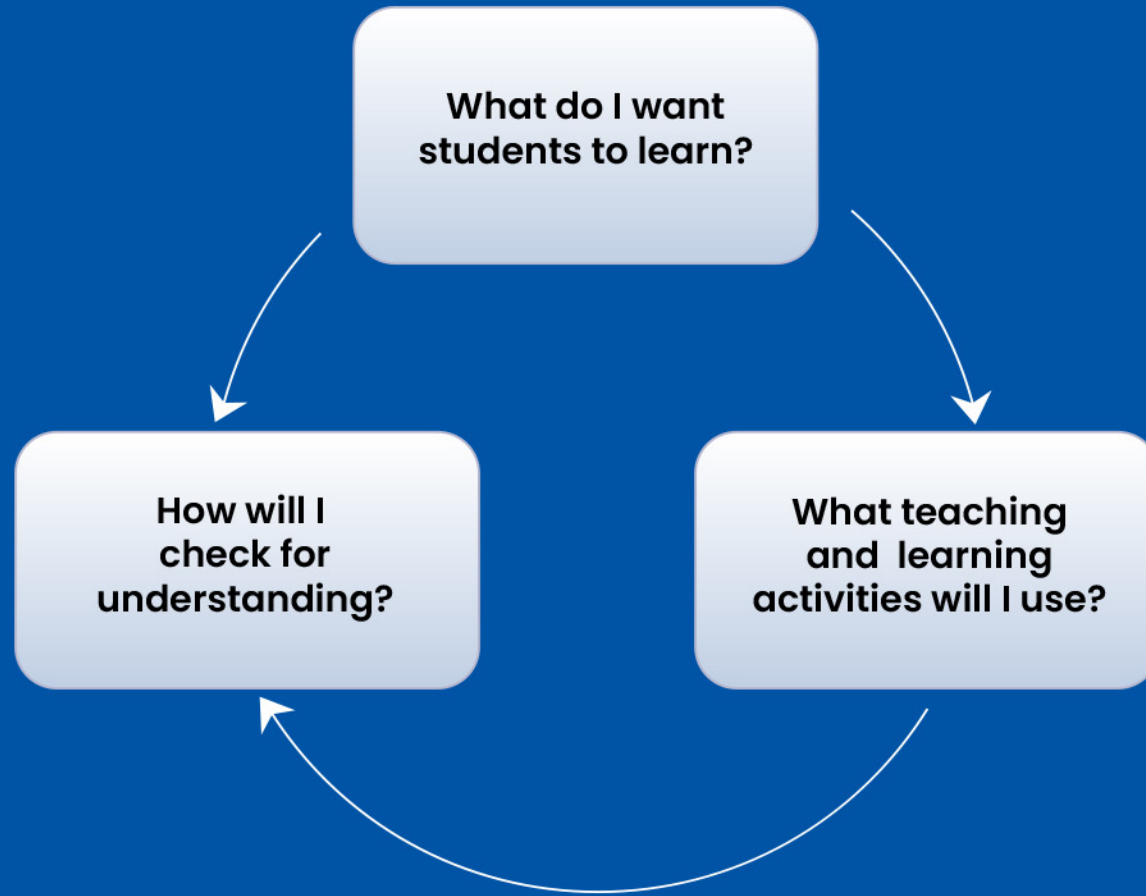 What do I want
students to learn?
How will I
check for
understanding?
What teaching
and  learning
activities will I use?